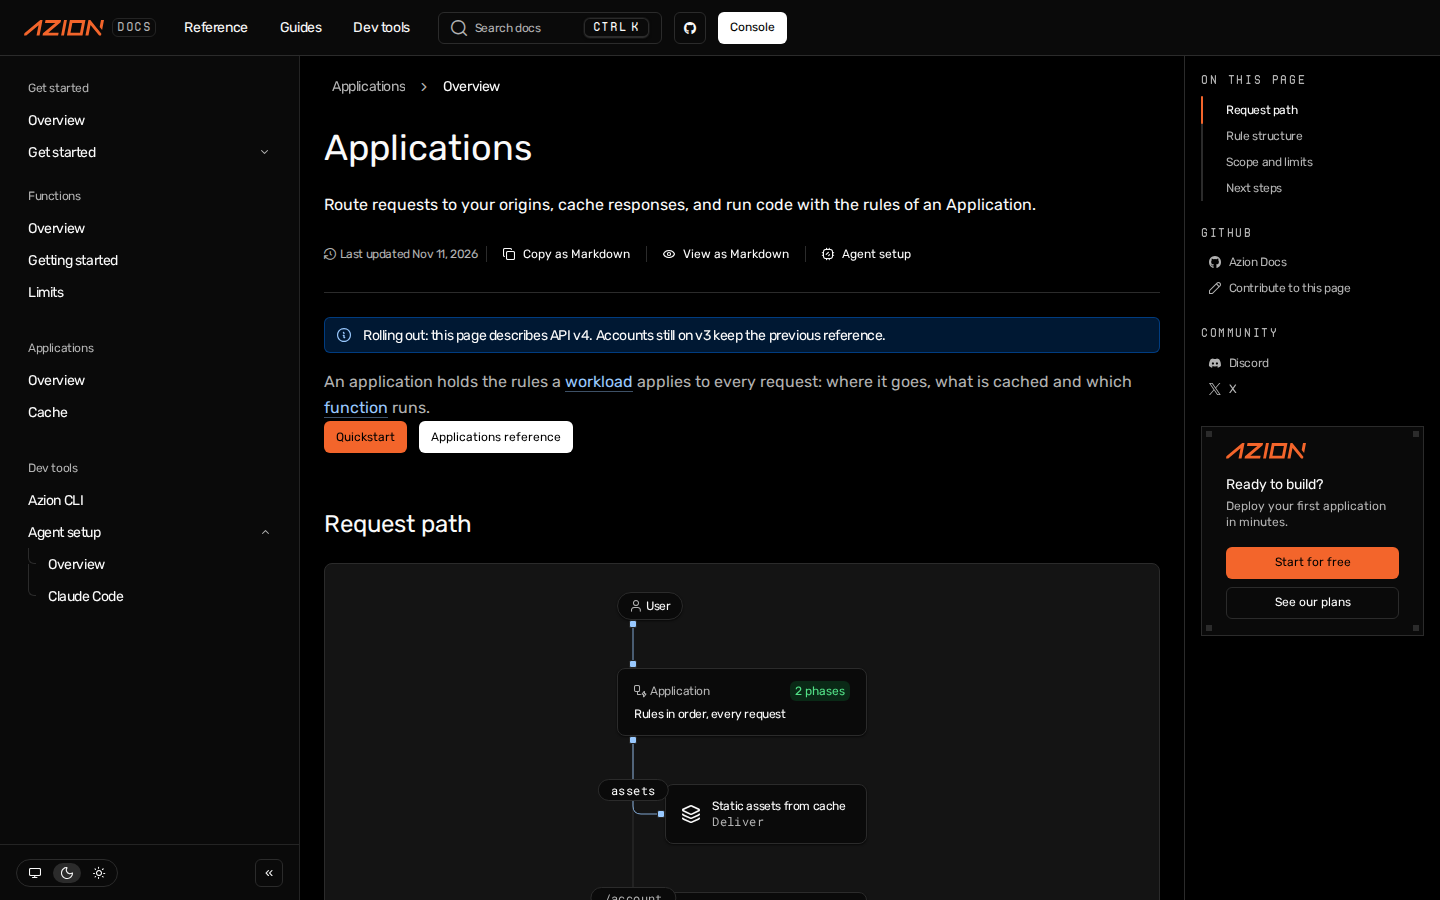 AZION DOCS Reference Guides Dev tools Search docs CTRL K Console
Get started
Overview
Get started
Functions
Overview
Getting started
Limits
Applications
Overview
Cache
Dev tools
Azion CLI
Agent setup
Overview
Claude Code
Applications Overview
Applications
Route requests to your origins, cache responses, and run code with the rules of an Application.
Last updated Nov 11, 2026 Copy as Markdown View as Markdown Agent setup
Rolling out: this page describes API v4. Accounts still on v3 keep the previous reference.
An application holds the rules a workload applies to every request: where it goes, what is cached and which
function runs.
Quickstart Applications reference
Request path
User
Application 2 phases
Rules in order, every request
assets
Static assets from cache
Deliver
/account
ON THIS PAGE
Request path
Rule structure
Scope and limits
Next steps
GITHUB
Azion Docs
Contribute to this page
COMMUNITY
Discord
X
AZION
Ready to build?
Deploy your first application
in minutes.
Start for free
See our plans